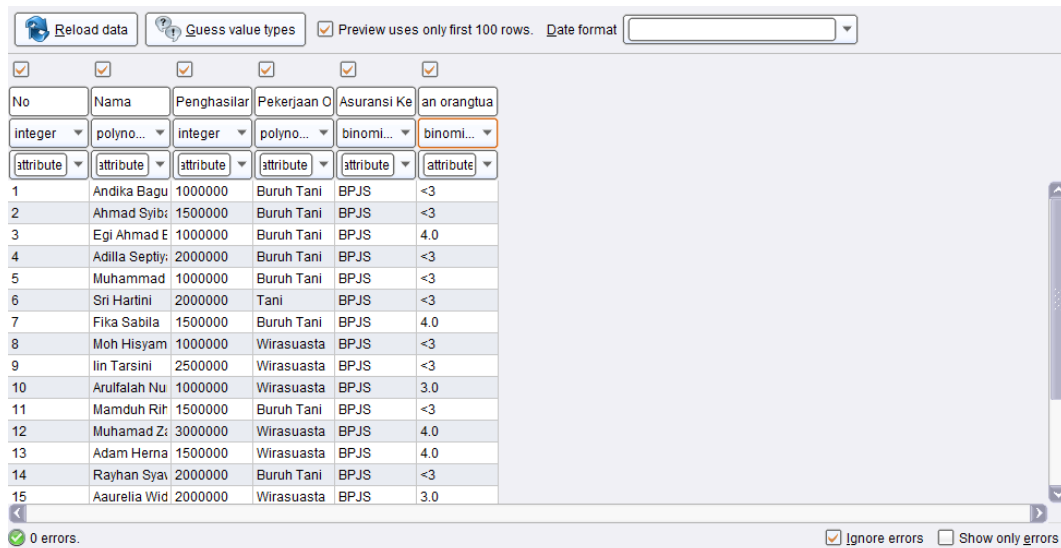 Reload data Guess value types Preview uses only first 100 rows. Date format
No Nama Penghasilar Pekerjaan O Asuransi Ke an orangtua
integer polyno... integer polyno... binomi... binomi...
attribute attribute attribute attribute attribute attribute
1 Andika Bagu 1000000 Buruh Tani BPJS <3
2 Ahmad Syiba 1500000 Buruh Tani BPJS <3
3 Egi Ahmad E 1000000 Buruh Tani BPJS 4.0
4 Adilla Septiya 2000000 Buruh Tani BPJS <3
5 Muhammad 1000000 Buruh Tani BPJS <3
6 Sri Hartini 2000000 Tani BPJS <3
7 Fika Sabila 1500000 Buruh Tani BPJS 4.0
8 Moh Hisyam 1000000 Wirasuasta BPJS <3
9 Iin Tarsini 2500000 Wirasuasta BPJS <3
10 Arulfalah Nu 1000000 Wirasuasta BPJS 3.0
11 Mamduh Rih 1500000 Buruh Tani BPJS <3
12 Muhamad Za 3000000 Wirasuasta BPJS 4.0
13 Adam Herna 1500000 Wirasuasta BPJS 4.0
14 Rayhan Syav 2000000 Buruh Tani BPJS <3
15 Aaurelia Wid 2000000 Wirasuasta BPJS 3.0
0 errors. Ignore errors Show only errors